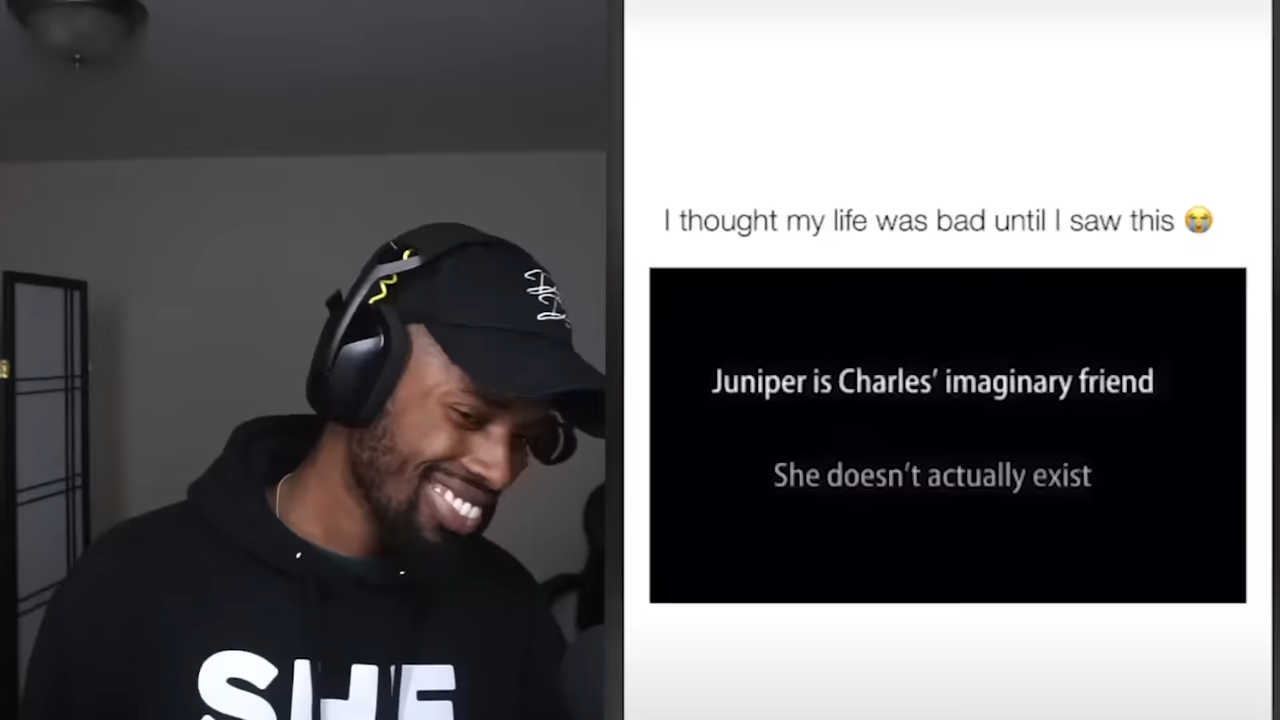 I thought my life was bad until I saw this 😭
Juniper is Charles' imaginary friend
She doesn't actually exist
SHE